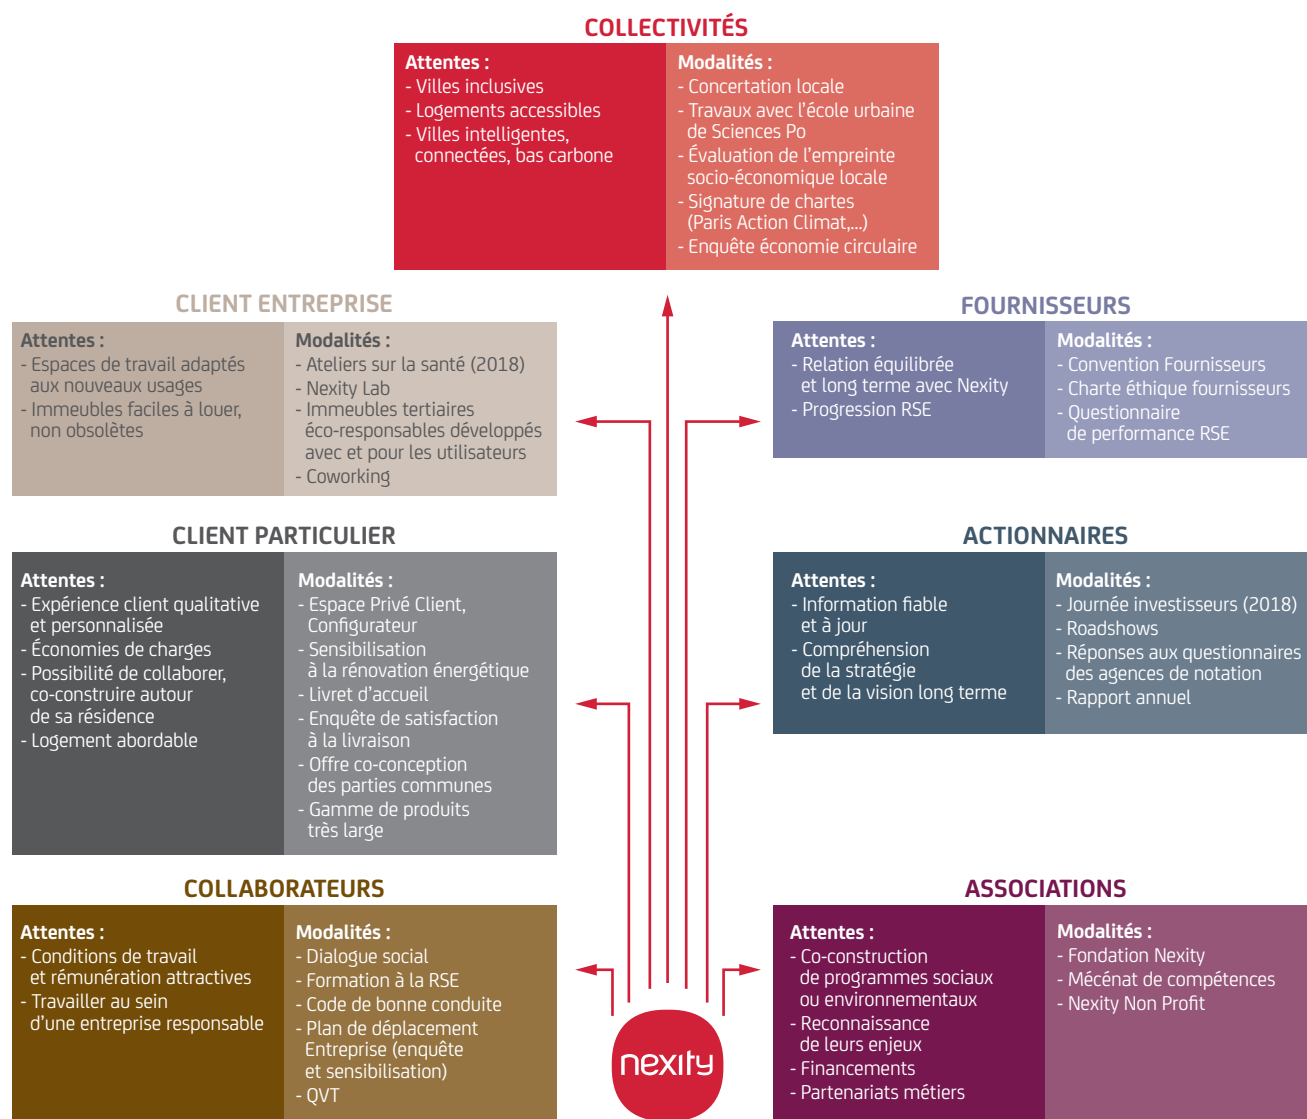 COLLECTIVITÉS
Attentes :
- Villes inclusives
- Logements accessibles
- Villes intelligentes,
connectées, bas carbone
Modalités :
- Concertation locale
- Travaux avec l'école urbaine
de Sciences Po
- Évaluation de l'empreinte
socio-économique locale
- Signature de chartes
(Paris Action Climat,...)
- Enquête économie circulaire
CLIENT ENTREPRISE
Attentes :
- Espaces de travail adaptés
aux nouveaux usages
- Immeubles faciles à louer,
non obsolètes
Modalités :
- Ateliers sur la santé (2018)
- Nexity Lab
- Immeubles tertiaires
éco-responsables développés
avec et pour les utilisateurs
- Coworking
FOURNISSEURS
Attentes :
- Relation équilibrée
et long terme avec Nexity
- Progression RSE
Modalités :
- Convention Fournisseurs
- Charte éthique fournisseurs
- Questionnaire
de performance RSE
CLIENT PARTICULIER
Attentes :
- Expérience client qualitative
et personnalisée
- Économies de charges
- Possibilité de collaborer,
co-construire autour
de sa résidence
- Logement abordable
Modalités :
- Espace Privé Client,
Configurateur
- Sensibilisation
à la rénovation énergétique
- Livret d'accueil
- Enquête de satisfaction
à la livraison
- Offre co-conception
des parties communes
- Gamme de produits
très large
ACTIONNAIRES
Attentes :
- Information fiable
et à jour
- Compréhension
de la stratégie
et de la vision long terme
Modalités :
- Journée investisseurs (2018)
- Roadshows
- Réponses aux questionnaires
des agences de notation
- Rapport annuel
COLLABORATEURS
Attentes :
- Conditions de travail
et rémunération attractives
- Travailler au sein
d'une entreprise responsable
Modalités :
- Dialogue social
- Formation à la RSE
- Code de bonne conduite
- Plan de déplacement
Entreprise (enquête
et sensibilisation)
- QVT
ASSOCIATIONS
Attentes :
- Co-construction
de programmes sociaux
ou environnementaux
- Reconnaissance
de leurs enjeux
- Financements
- Partenariats métiers
Modalités :
- Fondation Nexity
- Mécénat de compétences
- Nexity Non Profit
nexity